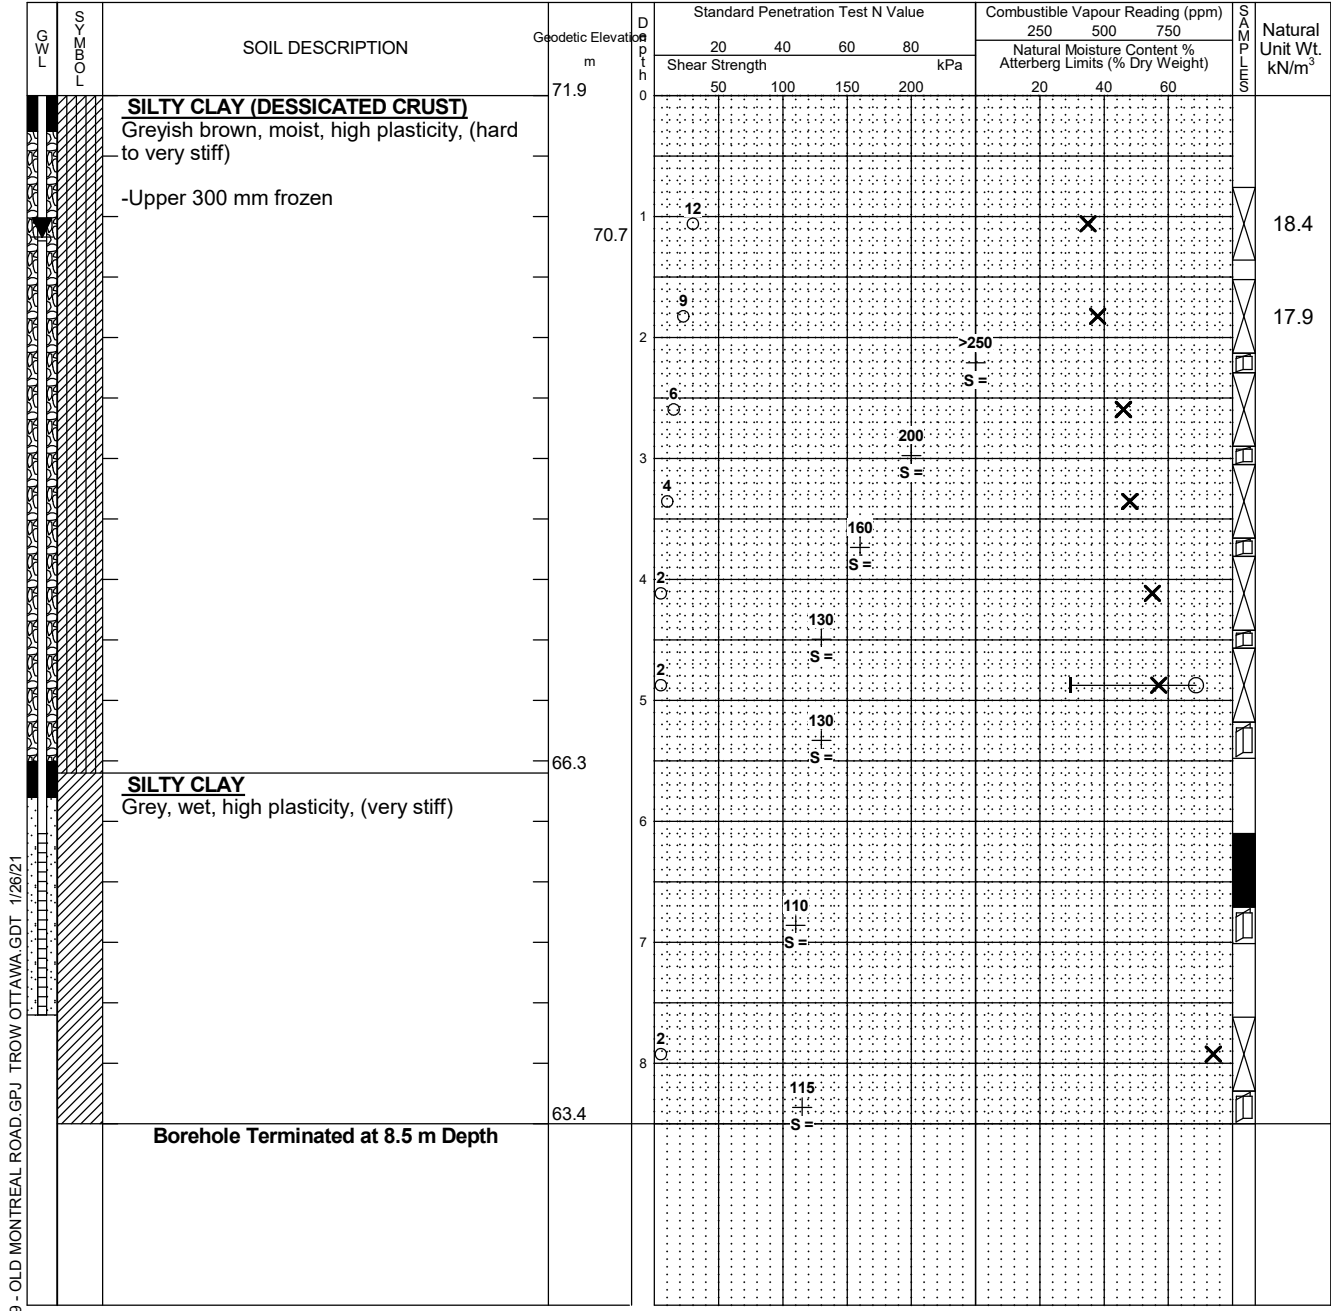 GWL
SYMBOL
SOIL DESCRIPTION
Geodetic Elevation
m
Depth
Standard Penetration Test N Value
20 40 60 80
Shear Strength kPa
50 100 150 200
Combustible Vapour Reading (ppm)
250 500 750
Natural Moisture Content %
Atterberg Limits (% Dry Weight)
20 40 60
SAMPLES
Natural
Unit Wt.
kN/m³
71.9
0
SILTY CLAY (DESSICATED CRUST)
Greyish brown, moist, high plasticity, (hard
to very stiff)
-Upper 300 mm frozen
12
1
70.7
18.4
9
17.9
2
>250
S =
6
200
3
S =
4
160
S =
4
2
130
S =
2
5
130
S =
66.3
SILTY CLAY
Grey, wet, high plasticity, (very stiff)
6
110
7
S =
2
8
115
63.4
S =
Borehole Terminated at 8.5 m Depth
- OLD MONTREAL ROAD.GPJ TROW OTTAWA.GDT 1/26/21